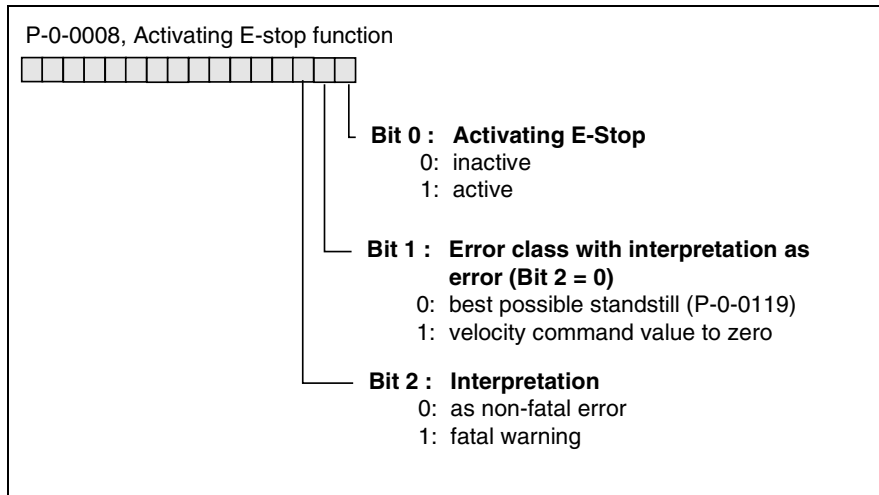 P-0-0008, Activating E-stop function
Bit 0 : Activating E-Stop
0: inactive
1: active
Bit 1 : Error class with interpretation as
error (Bit 2 = 0)
0: best possible standstill (P-0-0119)
1: velocity command value to zero
Bit 2 : Interpretation
0: as non-fatal error
1: fatal warning